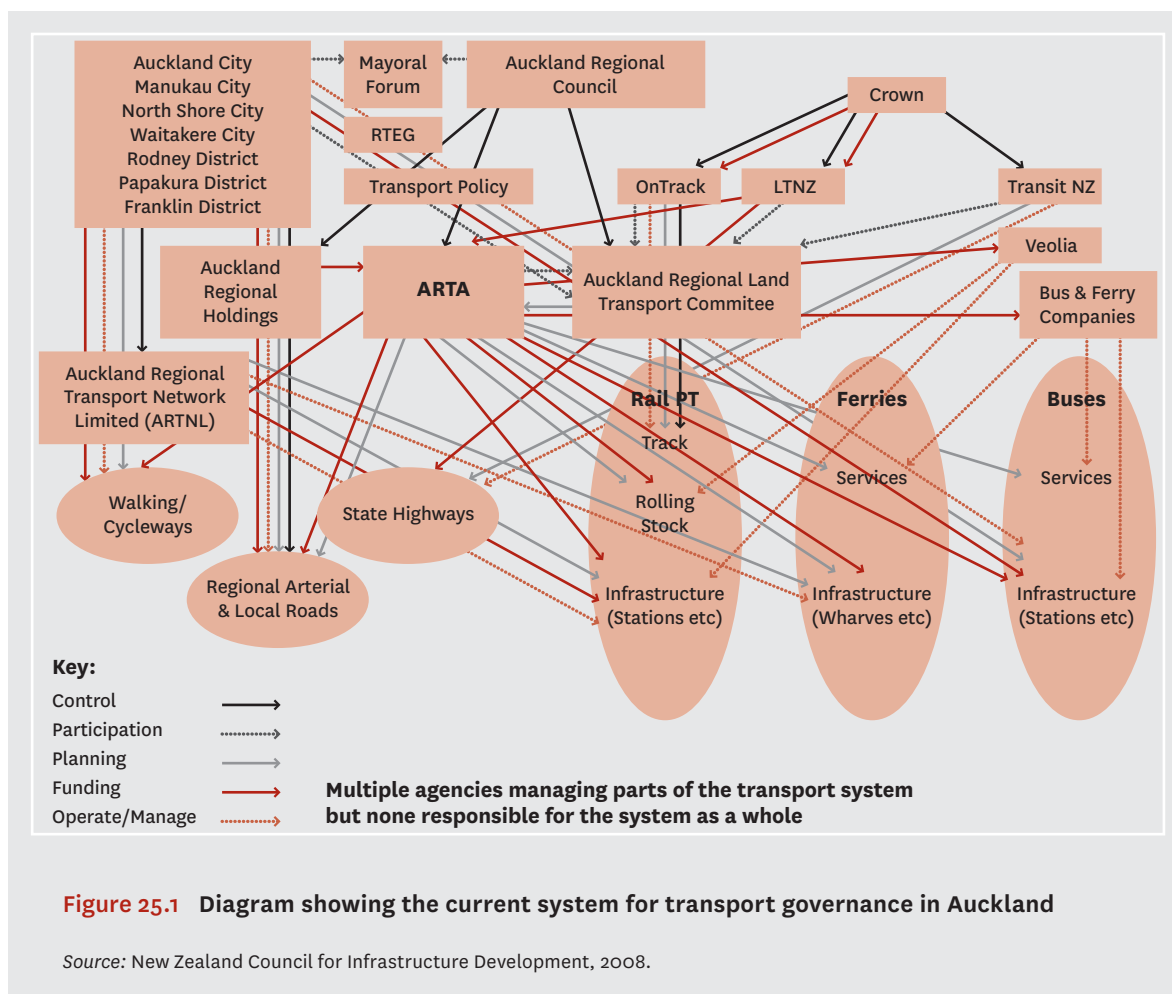 Auckland City
Manukau City
North Shore City
Waitakere City
Rodney District
Papakura District
Franklin District
Mayoral
Forum
Auckland Regional
Council
Crown
RTEG
Transport Policy
OnTrack
LTNZ
Transit NZ
Veolia
Auckland
Regional
Holdings
ARTA
Auckland Regional Land
Transport Commitee
Bus & Ferry
Companies
Auckland Regional
Transport Network
Limited (ARTNL)
Rail PT
Track
Rolling
Stock
Infrastructure
(Stations etc)
Ferries
Services
Infrastructure
(Wharves etc)
Buses
Services
Infrastructure
(Stations etc)
Walking/
Cycleways
State Highways
Regional Arterial
& Local Roads
Key:
Control
Participation
Planning
Funding
Operate/Manage
Multiple agencies managing parts of the transport system
but none responsible for the system as a whole
Figure 25.1 Diagram showing the current system for transport governance in Auckland
Source: New Zealand Council for Infrastructure Development, 2008.